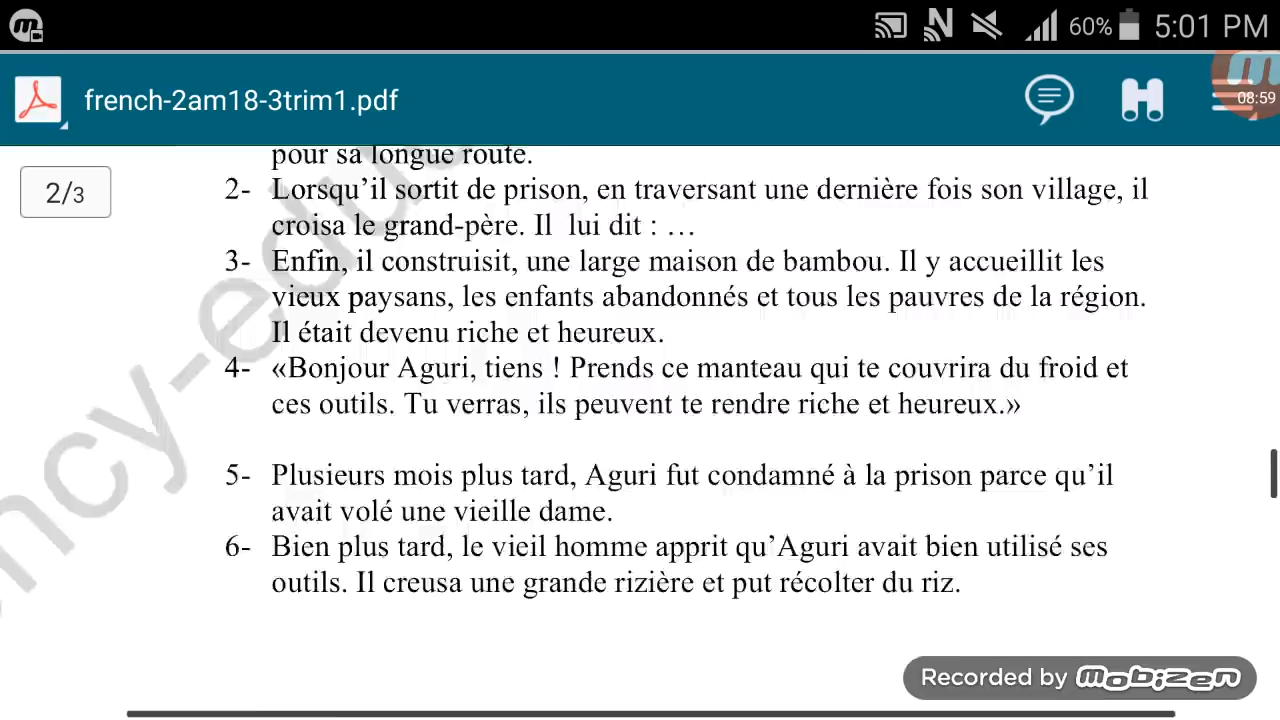 60% 5:01 PM
french-2am18-3trim1.pdf
08:59
2/3
pour sa longue route.
2- Lorsqu’il sortit de prison, en traversant une dernière fois son village, il
croisa le grand-père. Il lui dit : …
3- Enfin, il construisit, une large maison de bambou. Il y accueillit les
vieux paysans, les enfants abandonnés et tous les pauvres de la région.
Il était devenu riche et heureux.
4- «Bonjour Aguri, tiens ! Prends ce manteau qui te couvrira du froid et
ces outils. Tu verras, ils peuvent te rendre riche et heureux.»
5- Plusieurs mois plus tard, Aguri fut condamné à la prison parce qu’il
avait volé une vieille dame.
6- Bien plus tard, le vieil homme apprit qu’Aguri avait bien utilisé ses
outils. Il creusa une grande rizière et put récolter du riz.
ncy-edu
Recorded by mobizen